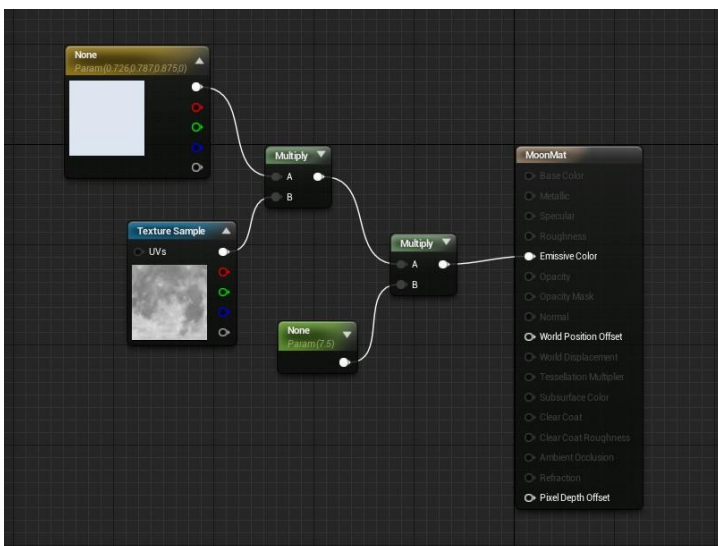 None
Param(0.726,0.787,0.875,0)
Multiply
A
B
Texture Sample
UVs
None
Param(7.5)
Multiply
A
B
MoonMat
Base Color
Metallic
Specular
Roughness
Emissive Color
Opacity
Opacity Mask
Normal
World Position Offset
World Displacement
Tessellation Multiplier
Subsurface Color
Clear Coat
Clear Coat Roughness
Ambient Occlusion
Refraction
Pixel Depth Offset